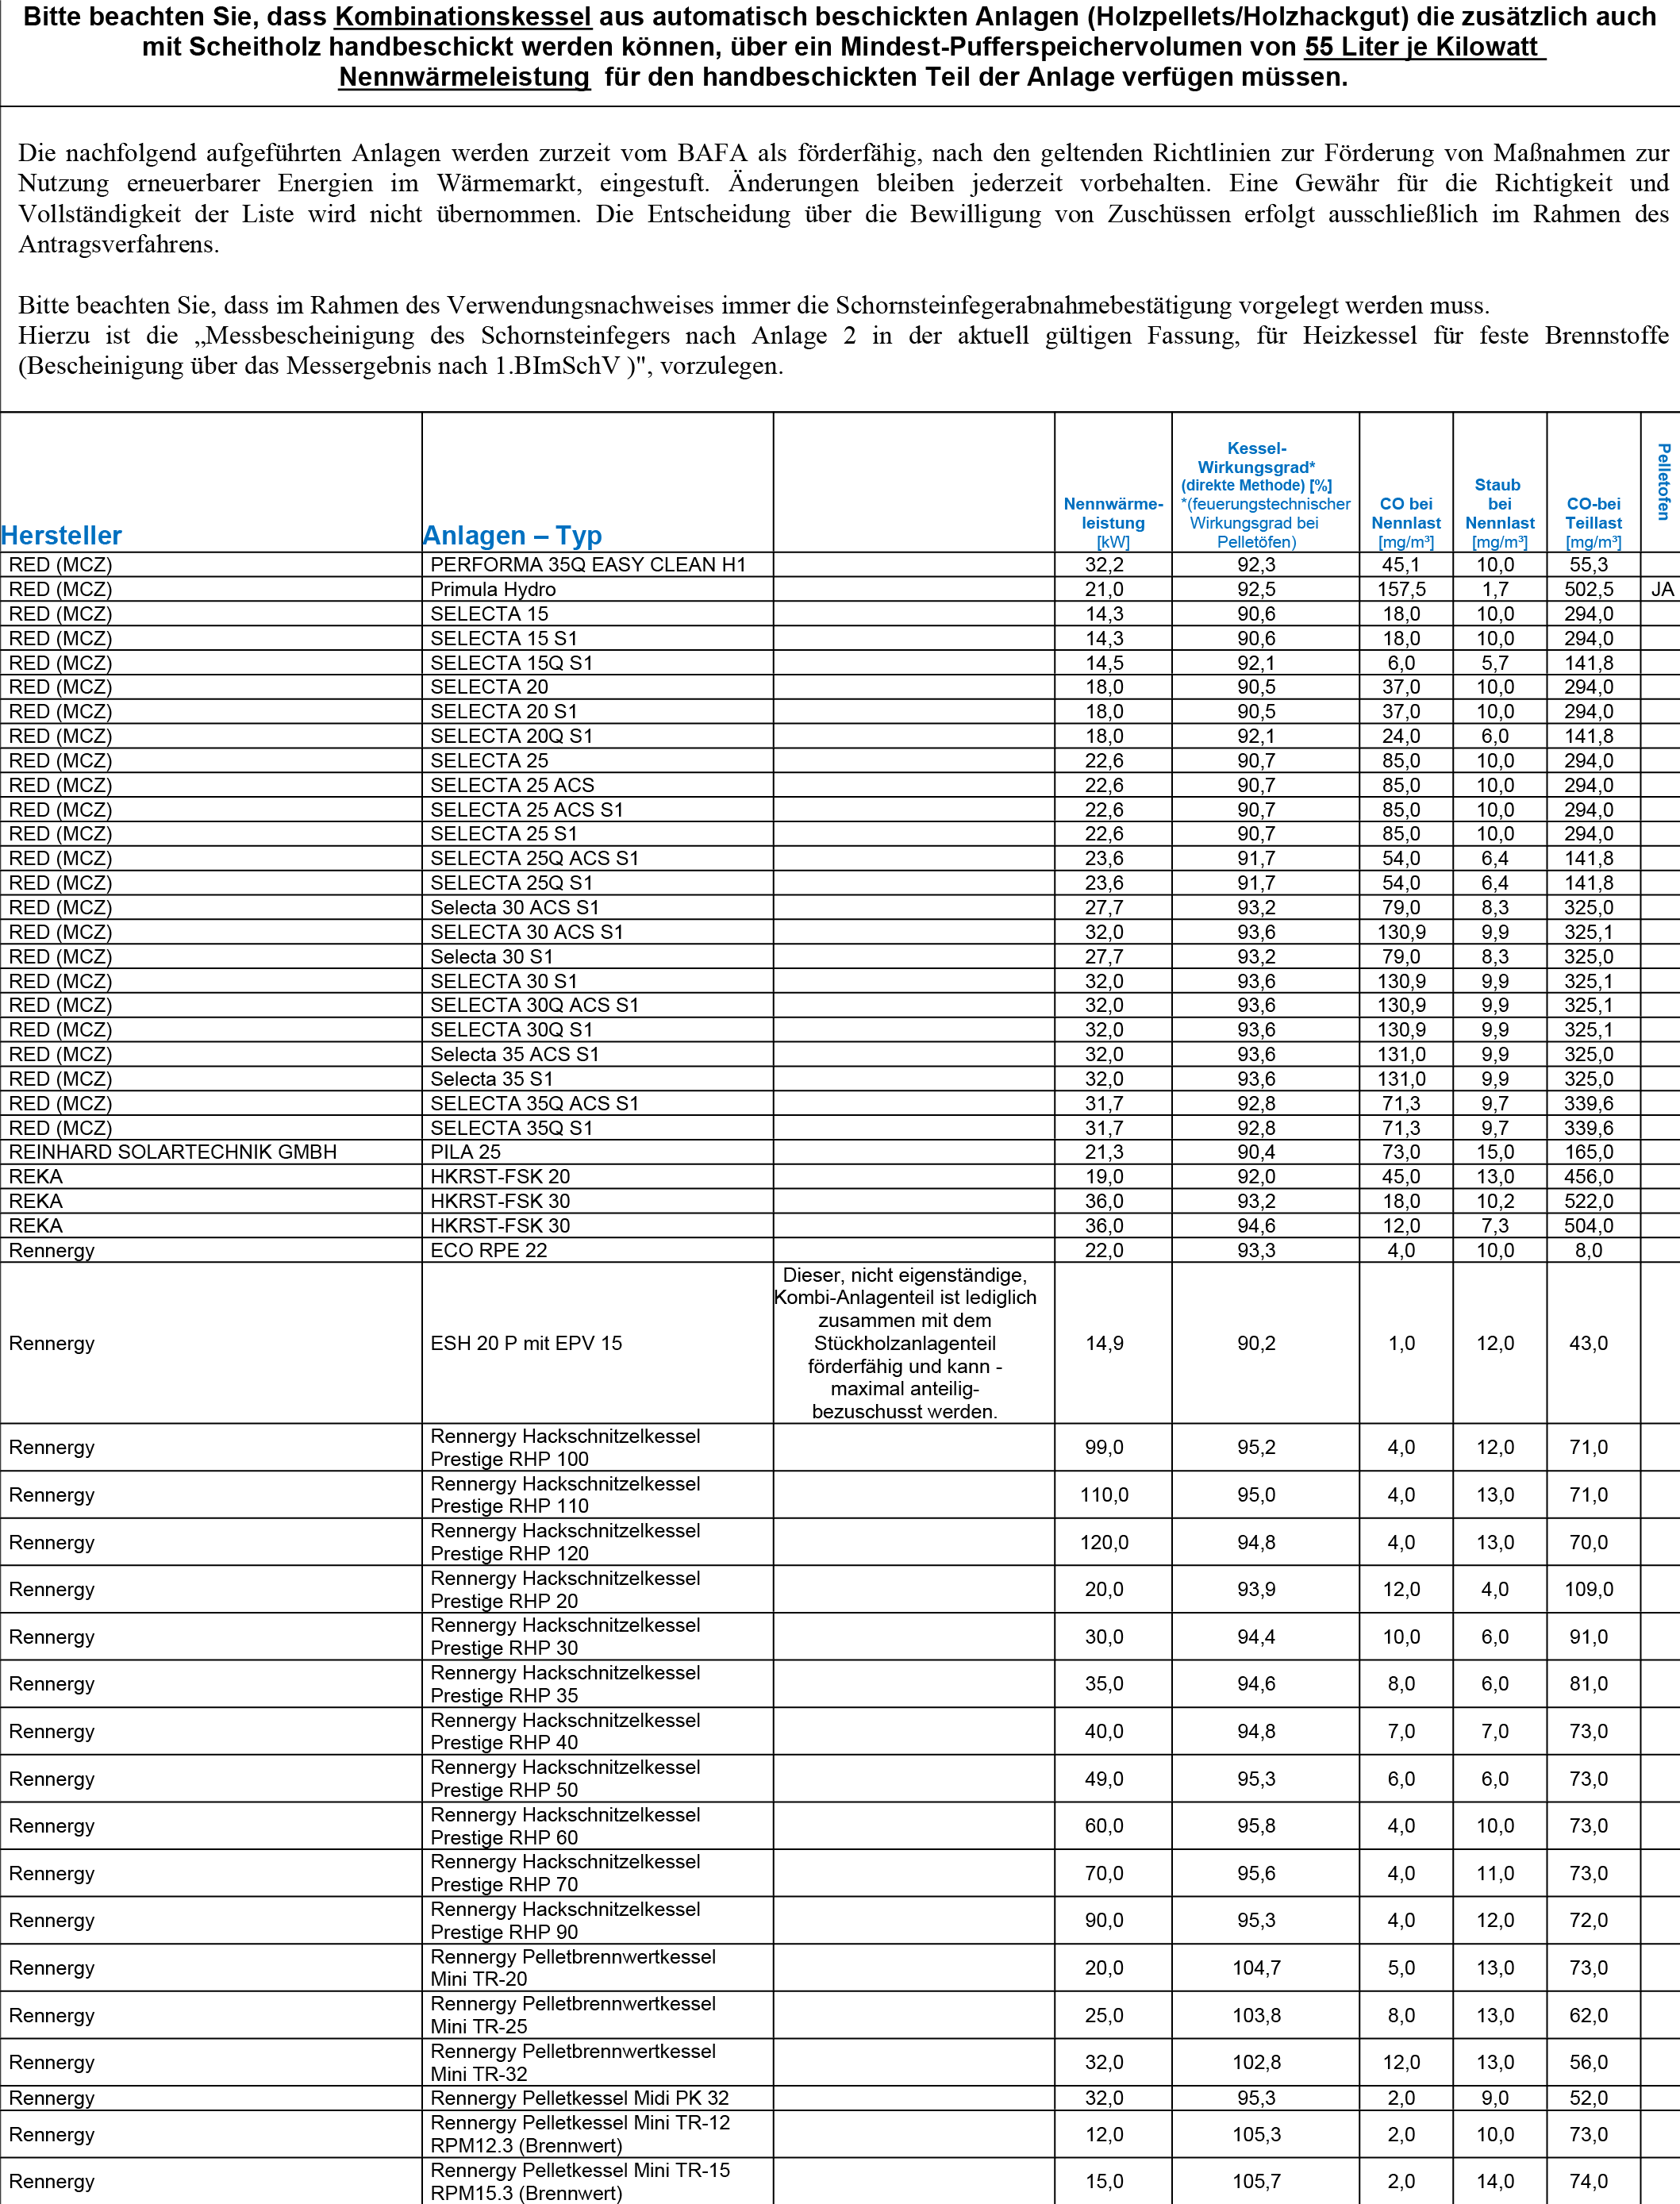 Bitte beachten Sie, dass Kombinationskessel aus automatisch beschickten Anlagen (Holzpellets/Holzhackgut) die zusätzlich auch
mit Scheitholz handbeschickt werden können, über ein Mindest-Pufferspeichervolumen von 55 Liter je Kilowatt
Nennwärmeleistung für den handbeschickten Teil der Anlage verfügen müssen.
Die nachfolgend aufgeführten Anlagen werden zurzeit vom BAFA als förderfähig, nach den geltenden Richtlinien zur Förderung von Maßnahmen zur
Nutzung erneuerbarer Energien im Wärmemarkt, eingestuft. Änderungen bleiben jederzeit vorbehalten. Eine Gewähr für die Richtigkeit und
Vollständigkeit der Liste wird nicht übernommen. Die Entscheidung über die Bewilligung von Zuschüssen erfolgt ausschließlich im Rahmen des
Antragsverfahrens.
Bitte beachten Sie, dass im Rahmen des Verwendungsnachweises immer die Schornsteinfegerabnahmebestätigung vorgelegt werden muss.
Hierzu ist die „Messbescheinigung des Schornsteinfegers nach Anlage 2 in der aktuell gültigen Fassung, für Heizkessel für feste Brennstoffe
(Bescheinigung über das Messergebnis nach 1.BImSchV )", vorzulegen.
Hersteller
Anlagen – Typ
Nennwärme-
leistung
[kW]
Kessel-
Wirkungsgrad*
(direkte Methode) [%]
*(feuerungstechnischer
Wirkungsgrad bei
Pelletöfen)
CO bei
Nennlast
[mg/m³]
Staub
bei
Nennlast
[mg/m³]
CO-bei
Teillast
[mg/m³]
Pelletofen
RED (MCZ) PERFORMA 35Q EASY CLEAN H1 32,2 92,3 45,1 10,0 55,3
RED (MCZ) Primula Hydro 21,0 92,5 157,5 1,7 502,5 JA
RED (MCZ) SELECTA 15 14,3 90,6 18,0 10,0 294,0
RED (MCZ) SELECTA 15 S1 14,3 90,6 18,0 10,0 294,0
RED (MCZ) SELECTA 15Q S1 14,5 92,1 6,0 5,7 141,8
RED (MCZ) SELECTA 20 18,0 90,5 37,0 10,0 294,0
RED (MCZ) SELECTA 20 S1 18,0 90,5 37,0 10,0 294,0
RED (MCZ) SELECTA 20Q S1 18,0 92,1 24,0 6,0 141,8
RED (MCZ) SELECTA 25 22,6 90,7 85,0 10,0 294,0
RED (MCZ) SELECTA 25 ACS 22,6 90,7 85,0 10,0 294,0
RED (MCZ) SELECTA 25 ACS S1 22,6 90,7 85,0 10,0 294,0
RED (MCZ) SELECTA 25 S1 22,6 90,7 85,0 10,0 294,0
RED (MCZ) SELECTA 25Q ACS S1 23,6 91,7 54,0 6,4 141,8
RED (MCZ) SELECTA 25Q S1 23,6 91,7 54,0 6,4 141,8
RED (MCZ) Selecta 30 ACS S1 27,7 93,2 79,0 8,3 325,0
RED (MCZ) SELECTA 30 ACS S1 32,0 93,6 130,9 9,9 325,1
RED (MCZ) Selecta 30 S1 27,7 93,2 79,0 8,3 325,0
RED (MCZ) SELECTA 30 S1 32,0 93,6 130,9 9,9 325,1
RED (MCZ) SELECTA 30Q ACS S1 32,0 93,6 130,9 9,9 325,1
RED (MCZ) SELECTA 30Q S1 32,0 93,6 130,9 9,9 325,1
RED (MCZ) Selecta 35 ACS S1 32,0 93,6 131,0 9,9 325,0
RED (MCZ) Selecta 35 S1 32,0 93,6 131,0 9,9 325,0
RED (MCZ) SELECTA 35Q ACS S1 31,7 92,8 71,3 9,7 339,6
RED (MCZ) SELECTA 35Q S1 31,7 92,8 71,3 9,7 339,6
REINHARD SOLARTECHNIK GMBH PILA 25 21,3 90,4 73,0 15,0 165,0
REKA HKRST-FSK 20 19,0 92,0 45,0 13,0 456,0
REKA HKRST-FSK 30 36,0 93,2 18,0 10,2 522,0
REKA HKRST-FSK 30 36,0 94,6 12,0 7,3 504,0
Rennergy ECO RPE 22 22,0 93,3 4,0 10,0 8,0
Dieser, nicht eigenständige,
Kombi-Anlagenteil ist lediglich
zusammen mit dem
Rennergy ESH 20 P mit EPV 15 Stückholzanlagenteil 14,9 90,2 1,0 12,0 43,0
förderfähig und kann -
maximal anteilig-
bezuschusst werden.
Rennergy Rennergy Hackschnitzelkessel
Prestige RHP 100 99,0 95,2 4,0 12,0 71,0
Rennergy Rennergy Hackschnitzelkessel
Prestige RHP 110 110,0 95,0 4,0 13,0 71,0
Rennergy Rennergy Hackschnitzelkessel
Prestige RHP 120 120,0 94,8 4,0 13,0 70,0
Rennergy Rennergy Hackschnitzelkessel
Prestige RHP 20 20,0 93,9 12,0 4,0 109,0
Rennergy Rennergy Hackschnitzelkessel
Prestige RHP 30 30,0 94,4 10,0 6,0 91,0
Rennergy Rennergy Hackschnitzelkessel
Prestige RHP 35 35,0 94,6 8,0 6,0 81,0
Rennergy Rennergy Hackschnitzelkessel
Prestige RHP 40 40,0 94,8 7,0 7,0 73,0
Rennergy Rennergy Hackschnitzelkessel
Prestige RHP 50 49,0 95,3 6,0 6,0 73,0
Rennergy Rennergy Hackschnitzelkessel
Prestige RHP 60 60,0 95,8 4,0 10,0 73,0
Rennergy Rennergy Hackschnitzelkessel
Prestige RHP 70 70,0 95,6 4,0 11,0 73,0
Rennergy Rennergy Hackschnitzelkessel
Prestige RHP 90 90,0 95,3 4,0 12,0 72,0
Rennergy Rennergy Pelletbrennwertkessel
Mini TR-20 20,0 104,7 5,0 13,0 73,0
Rennergy Rennergy Pelletbrennwertkessel
Mini TR-25 25,0 103,8 8,0 13,0 62,0
Rennergy Rennergy Pelletbrennwertkessel
Mini TR-32 32,0 102,8 12,0 13,0 56,0
Rennergy Rennergy Pelletkessel Midi PK 32 32,0 95,3 2,0 9,0 52,0
Rennergy Rennergy Pelletkessel Mini TR-12
RPM12.3 (Brennwert) 12,0 105,3 2,0 10,0 73,0
Rennergy Rennergy Pelletkessel Mini TR-15
RPM15.3 (Brennwert) 15,0 105,7 2,0 14,0 74,0